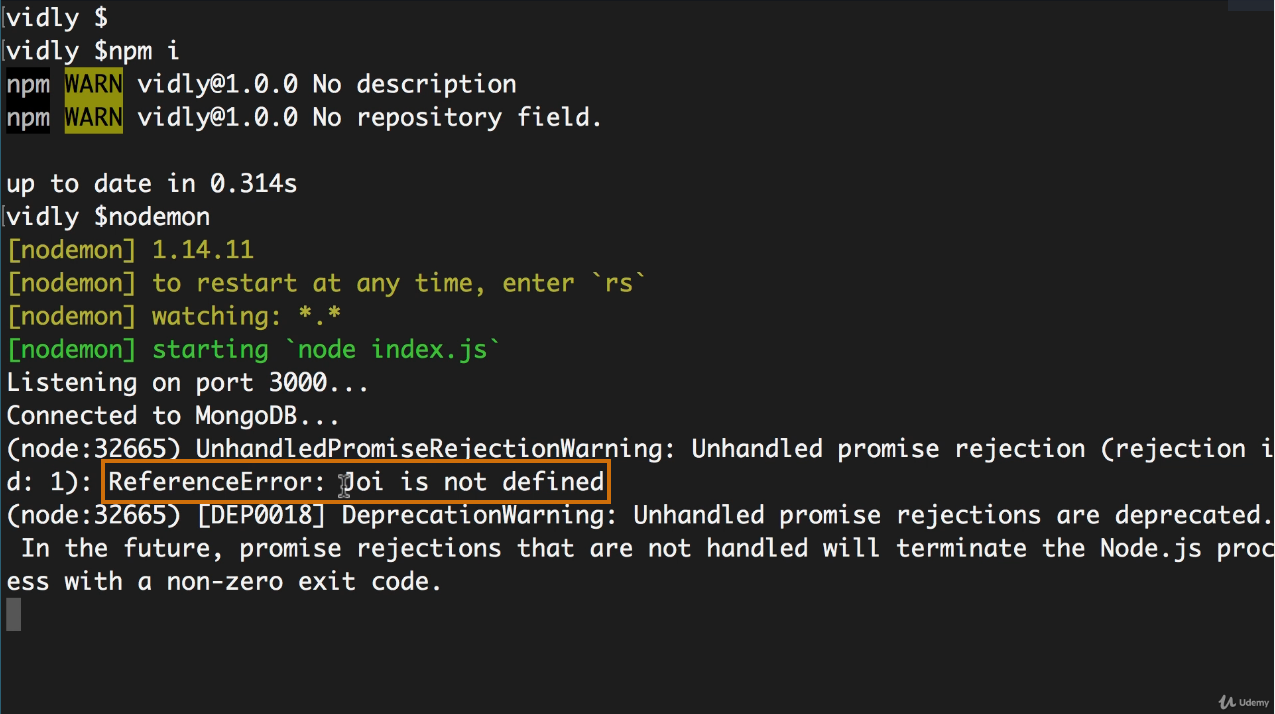 vidly $
vidly $npm i
npm WARN vidly@1.0.0 No description
npm WARN vidly@1.0.0 No repository field.
up to date in 0.314s
vidly $nodemon
[nodemon] 1.14.11
[nodemon] to restart at any time, enter `rs`
[nodemon] watching: *.*
[nodemon] starting `node index.js`
Listening on port 3000...
Connected to MongoDB...
(node:32665) UnhandledPromiseRejectionWarning: Unhandled promise rejection (rejection i
d: 1): ReferenceError: Joi is not defined
(node:32665) [DEP0018] DeprecationWarning: Unhandled promise rejections are deprecated.
In the future, promise rejections that are not handled will terminate the Node.js proc
ess with a non-zero exit code.
Udemy